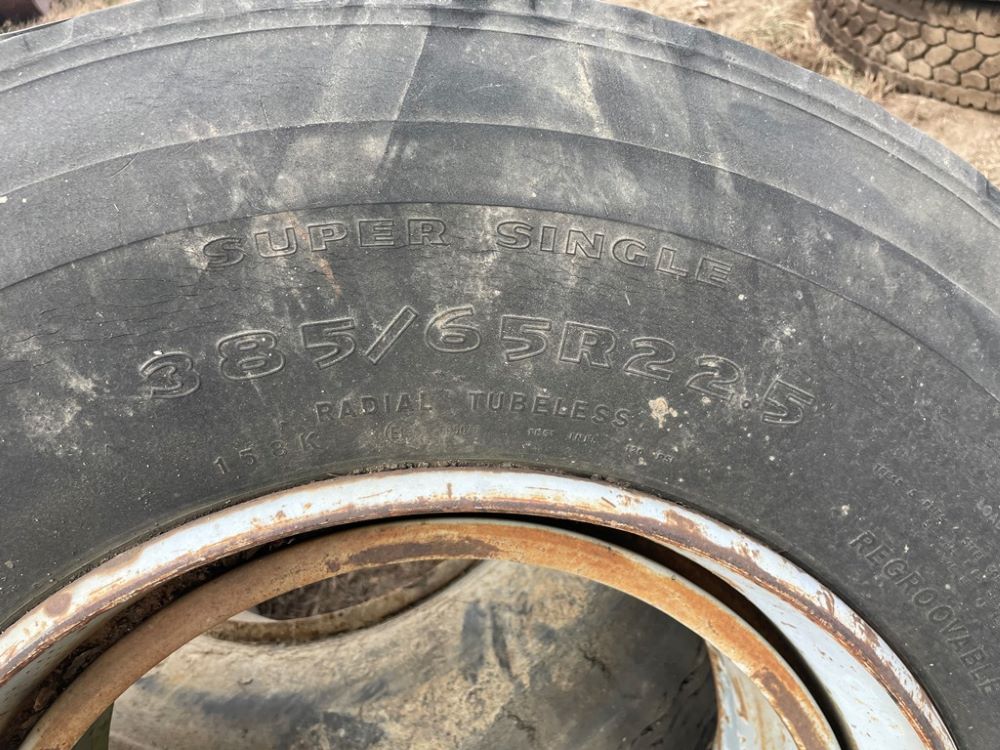 SUPER SINGLE
385/65R22.5
RADIAL TUBELESS
158K
REGROOVABLE